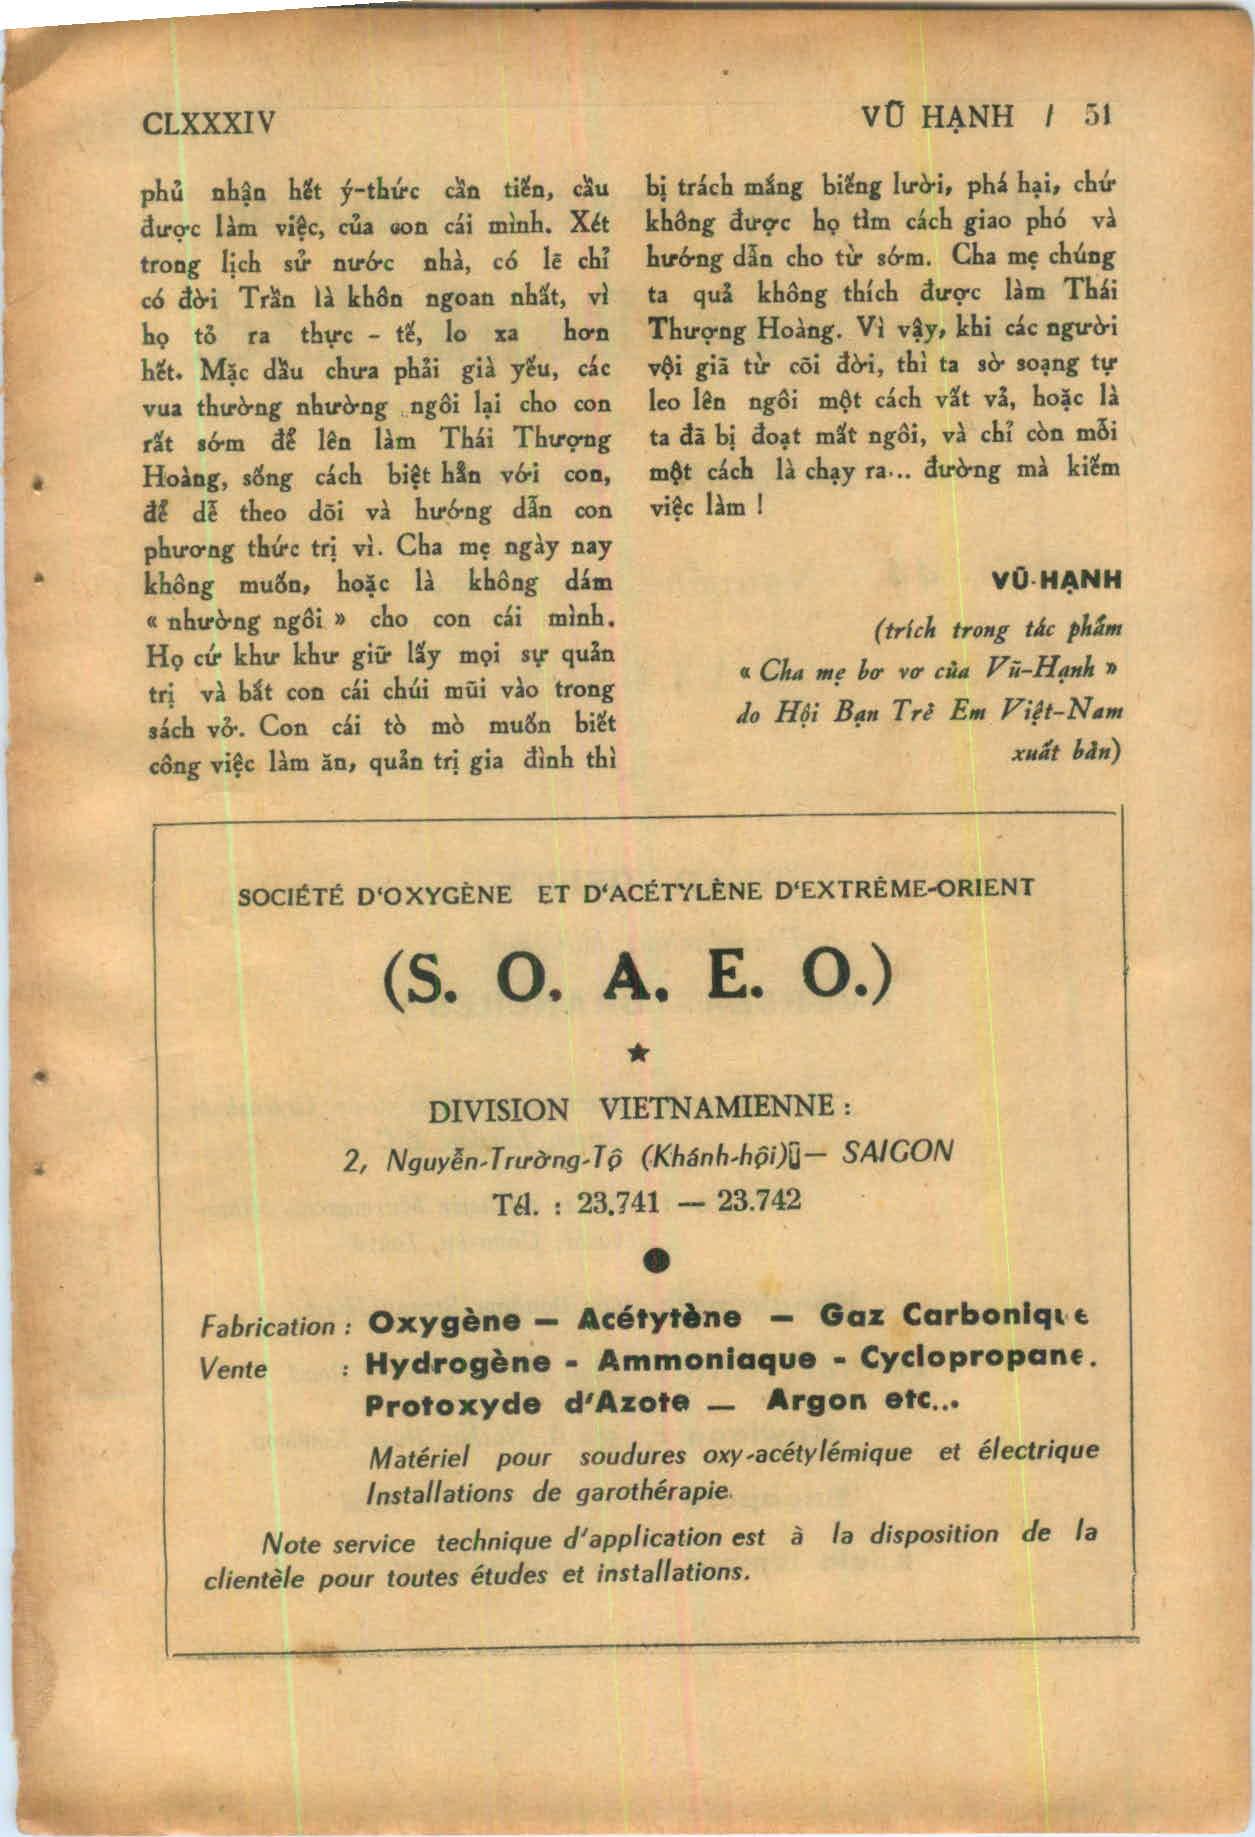 CLXXXIV
VŨ HẠNH / 51
phủ nhận hết ý-thức cần tiến, cầu
được làm việc, của con cái mình. Xét
trong lịch sử nước nhà, có lẽ chỉ
có đời Trần là khôn ngoan nhất, vì
họ tỏ ra thực - tế, lo xa hơn
hết. Mặc dầu chưa phải già yếu, các
vua thường nhường ngôi lại cho con
rất sớm để lên làm Thái Thượng
Hoàng, sống cách biệt hẳn với con,
để dễ theo dõi và hướng dẫn con
phương thức trị vì. Cha mẹ ngày nay
không muốn, hoặc là không dám
« nhường ngôi » cho con cái mình.
Họ cứ khư khư giữ lấy mọi sự quản
trị và bắt con cái chúi mũi vào trong
sách vở. Con cái tò mò muốn biết
công việc làm ăn, quản trị gia đình thì
bị trách mắng biếng lười, phá hại, chứ
không được họ tìm cách giao phó và
hướng dẫn cho từ sớm. Cha mẹ chúng
ta quả không thích được làm Thái
Thượng Hoàng. Vì vậy, khi các người
vội giã từ cõi đời, thì ta sờ soạng tự
leo lên ngôi một cách vất vả, hoặc là
ta đã bị đoạt mất ngôi, và chỉ còn mỗi
một cách là chạy ra... đường mà kiếm
việc làm !
VŨ-HẠNH
(trích trong tác phẩm
« Cha mẹ bơ vơ của Vũ-Hạnh »
do Hội Bạn Trẻ Em Việt-Nam
xuất bản)
SOCIÉTÉ D'OXYGÈNE ET D'ACÉTYLÈNE D'EXTRÊME-ORIENT
(S. O. A. E. O.)
★
DIVISION VIETNAMIENNE :
2, Nguyễn-Trường-Tộ (Khánh-hội) — SAIGON
Tél. : 23.741 — 23.742
●
Fabrication : Oxygène — Acétytène — Gaz Carbonique
Vente : Hydrogène - Ammoniaque - Cyclopropane.
Protoxyde d'Azote — Argon etc...
Matériel pour soudures oxy-acétylémique et électrique
Installations de garothérapie.
Note service technique d'application est à la disposition de la
clientèle pour toutes études et installations.